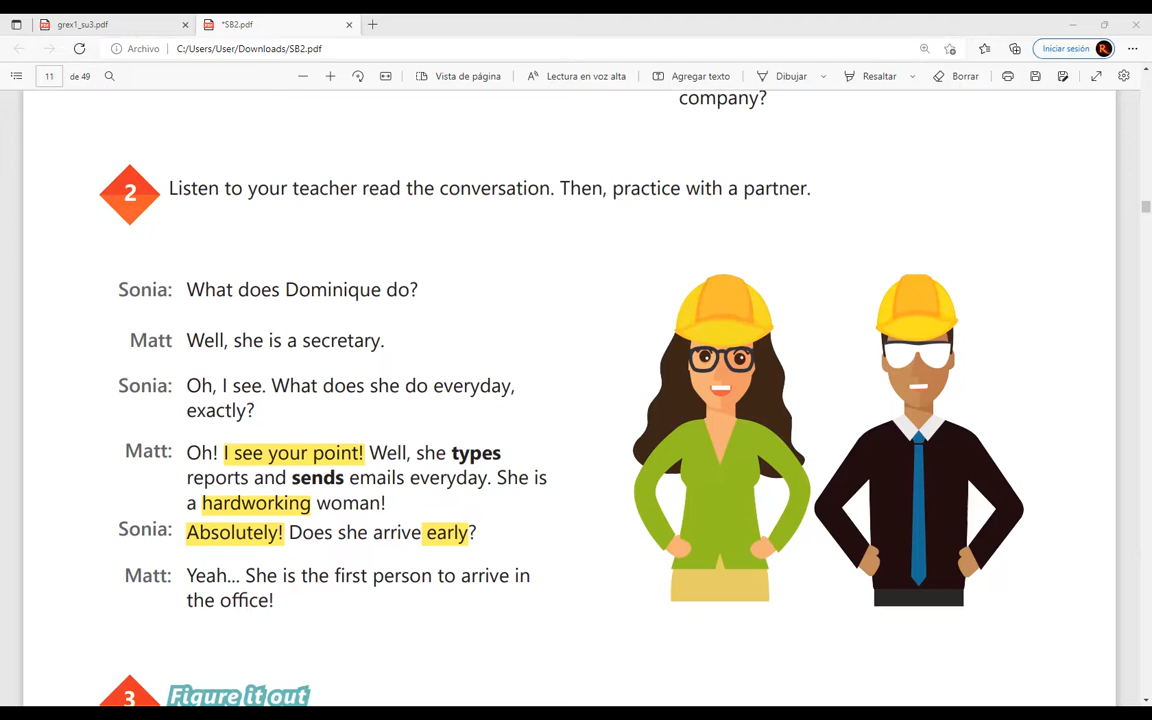 grex1_su3.pdf
*SB2.pdf
Archivo
C:/Users/User/Downloads/SB2.pdf
Iniciar sesión
R
11
de 49
Vista de página
Lectura en voz alta
Agregar texto
Dibujar
Resaltar
Borrar
company?
2
Listen to your teacher read the conversation. Then, practice with a partner.
Sonia: What does Dominique do?
Matt Well, she is a secretary.
Sonia: Oh, I see. What does she do everyday,
exactly?
Matt: Oh! I see your point! Well, she types
reports and sends emails everyday. She is
a hardworking woman!
Sonia: Absolutely! Does she arrive early?
Matt: Yeah... She is the first person to arrive in
the office!
3
Figure it out